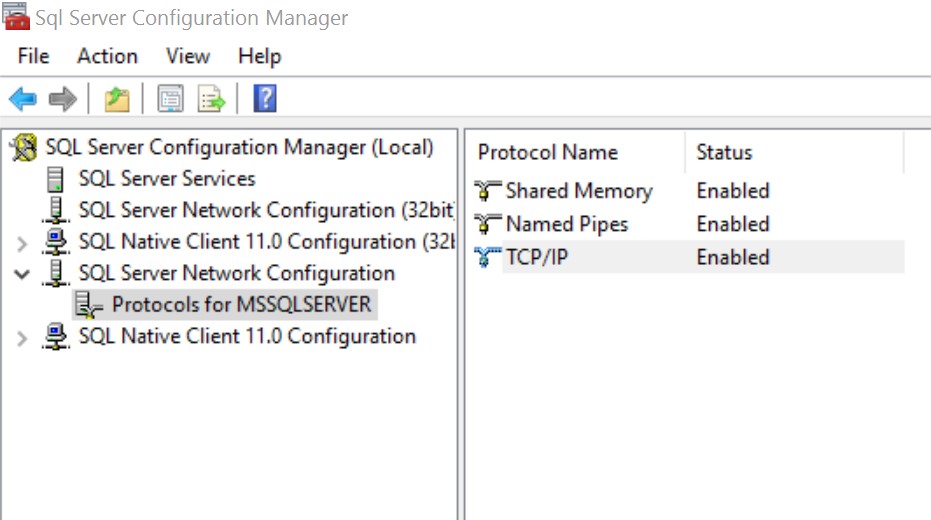 Sql Server Configuration Manager
File Action View Help
?
SQL Server Configuration Manager (Local)
SQL Server Services
SQL Server Network Configuration (32bit
SQL Native Client 11.0 Configuration (32b
SQL Server Network Configuration
Protocols for MSSQLSERVER
SQL Native Client 11.0 Configuration
Protocol Name Status
Shared Memory Enabled
Named Pipes Enabled
TCP/IP Enabled